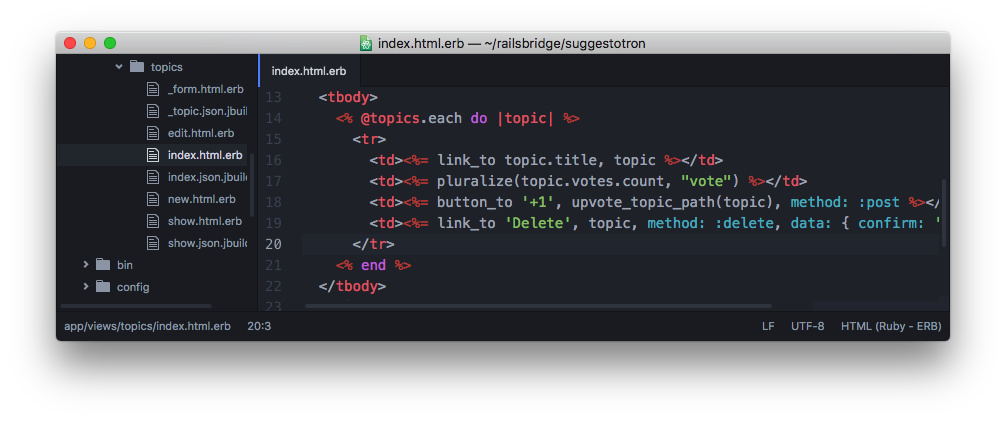 index.html.erb — ~/railsbridge/suggestotron
topics
_form.html.erb
_topic.json.jbuil
edit.html.erb
index.html.erb
index.json.jbuild
new.html.erb
show.html.erb
show.json.jbuild
bin
config
index.html.erb
13 <tbody>
14 <% @topics.each do |topic| %>
15 <tr>
16 <td><%= link_to topic.title, topic %></td>
17 <td><%= pluralize(topic.votes.count, "vote") %></td>
18 <td><%= button_to '+1', upvote_topic_path(topic), method: :post %></
19 <td><%= link_to 'Delete', topic, method: :delete, data: { confirm: '
20 </tr>
21 <% end %>
22 </tbody>
23
app/views/topics/index.html.erb 20:3 LF UTF-8 HTML (Ruby - ERB)